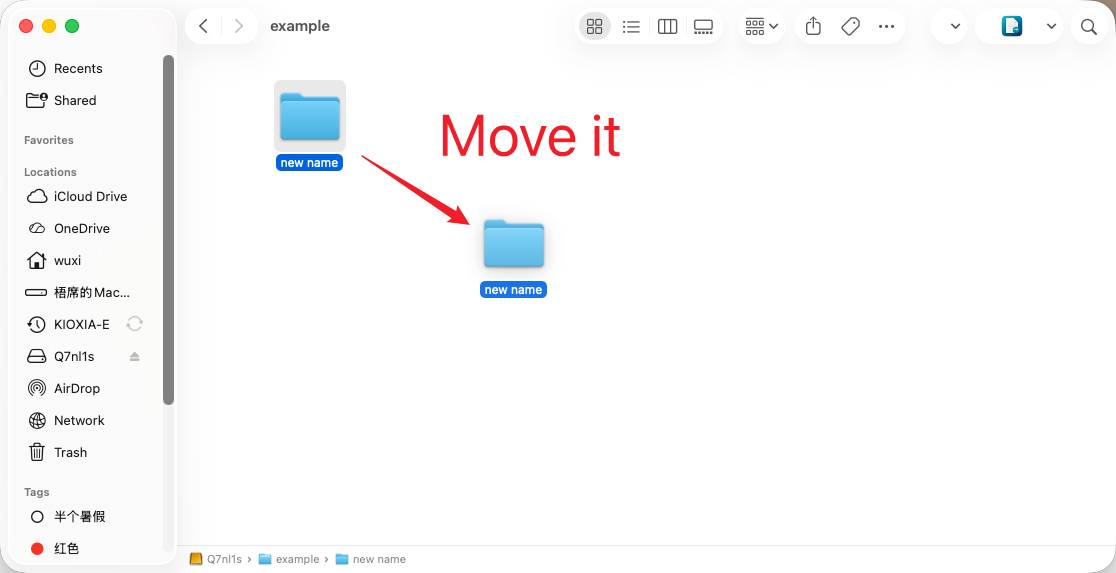 example
Recents
Shared
Favorites
Locations
iCloud Drive
OneDrive
wuxi
梧席的Mac...
KIOXIA-E
Q7nl1s
AirDrop
Network
Trash
Tags
半个暑假
红色
new name
Move it
new name
Q7nl1s › example › new name